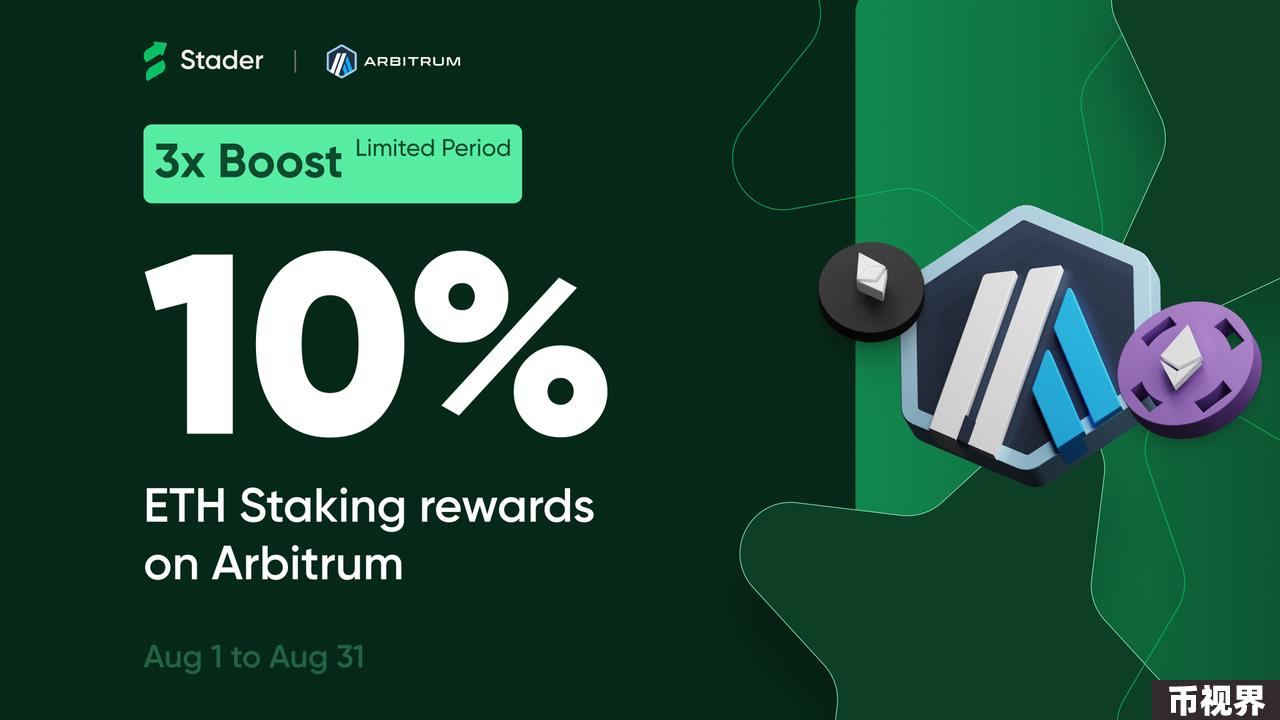 Stader | ARBITRUM
3x Boost Limited Period
10%
ETH Staking rewards
on Arbitrum
Aug 1 to Aug 31
币视界